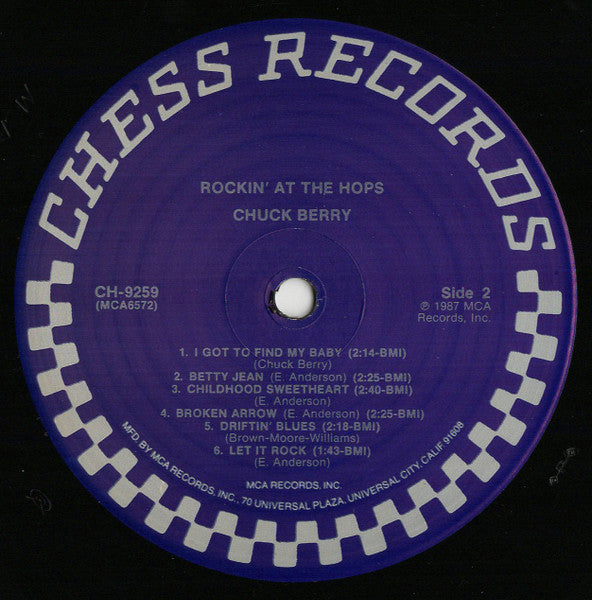 CHESS RECORDS
ROCKIN' AT THE HOPS
CHUCK BERRY
CH-9259
(MCA6572)
Side 2
℗ 1987 MCA
Records, Inc.
1. I GOT TO FIND MY BABY (2:14-BMI)
(Chuck Berry)
2. BETTY JEAN (E. Anderson) (2:25-BMI)
3. CHILDHOOD SWEETHEART (2:40-BMI)
(E. Anderson)
4. BROKEN ARROW (E. Anderson) (2:25-BMI)
5. DRIFTIN' BLUES (2:18-BMI)
(Brown-Moore-Williams)
6. LET IT ROCK (1:43-BMI)
(E. Anderson)
MCA RECORDS, INC.
MFD. BY MCA RECORDS, INC., 70 UNIVERSAL PLAZA, UNIVERSAL CITY, CALIF 91608